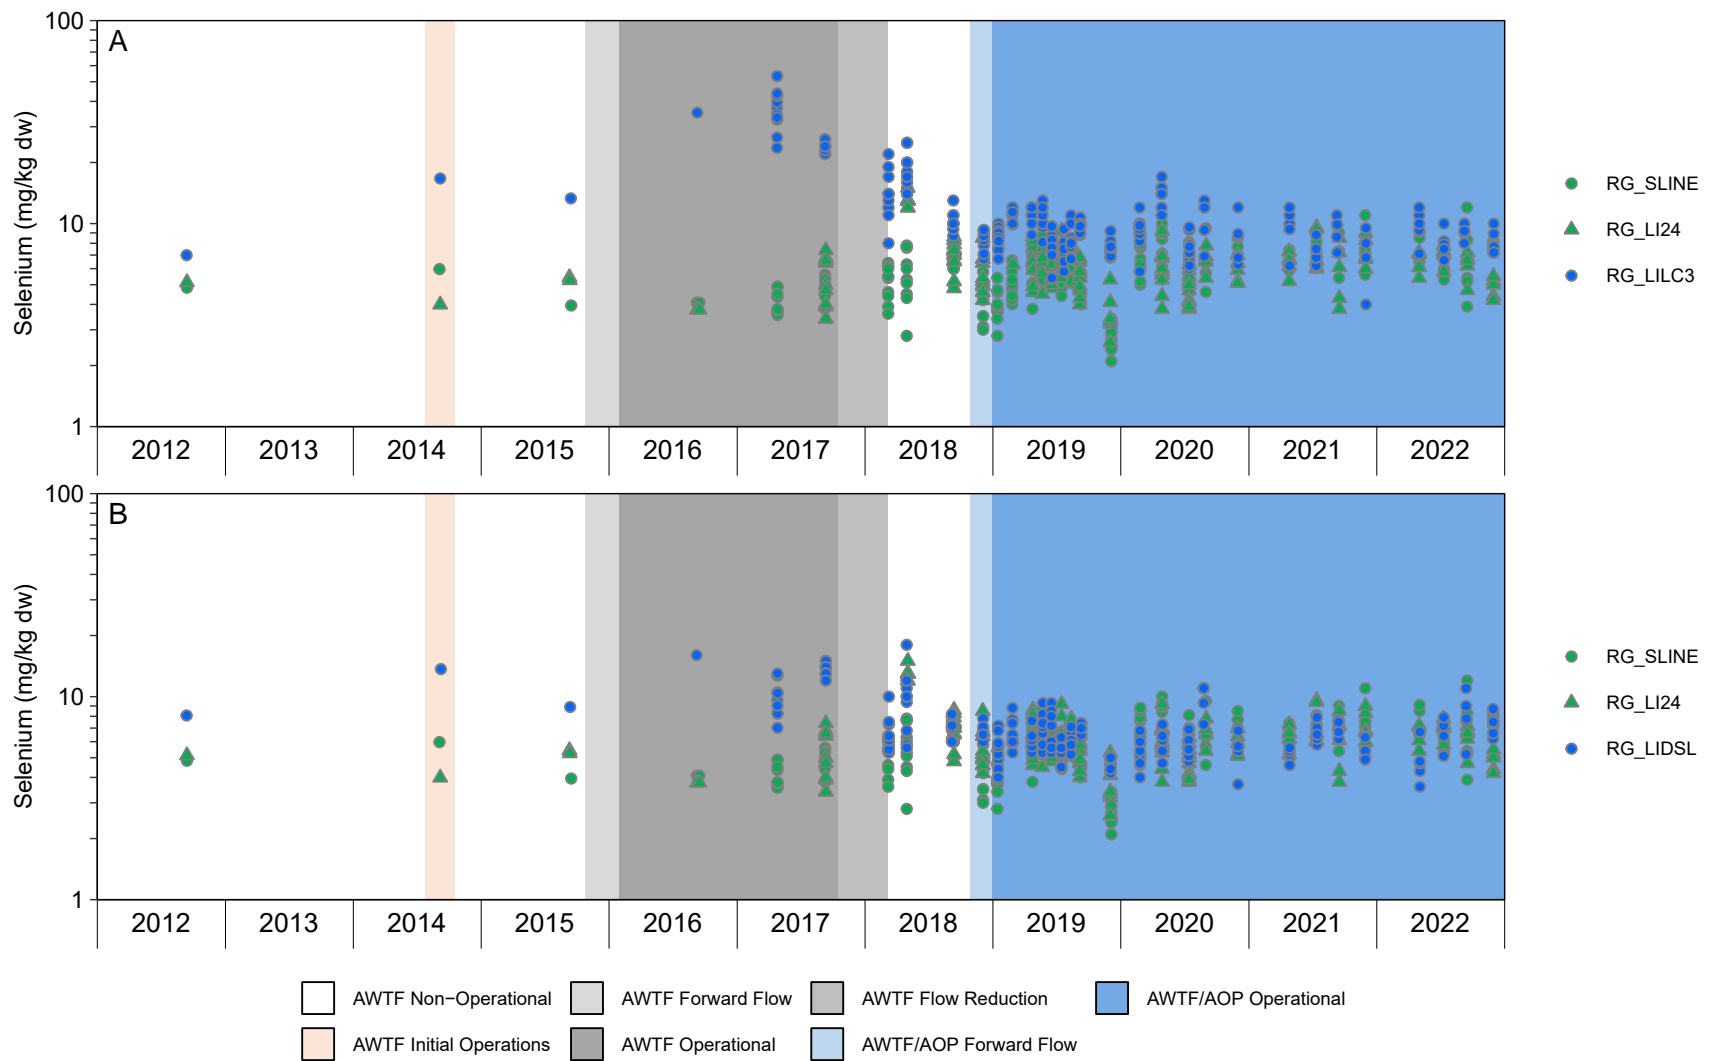 100
A
10
1
Selenium (mg/kg dw)
2012 2013 2014 2015 2016 2017 2018 2019 2020 2021 2022
RG_SLINE
RG_LI24
RG_LILC3
100
B
10
1
Selenium (mg/kg dw)
2012 2013 2014 2015 2016 2017 2018 2019 2020 2021 2022
RG_SLINE
RG_LI24
RG_LIDSL
AWTF Non−Operational AWTF Forward Flow AWTF Flow Reduction AWTF/AOP Operational
AWTF Initial Operations AWTF Operational AWTF/AOP Forward Flow